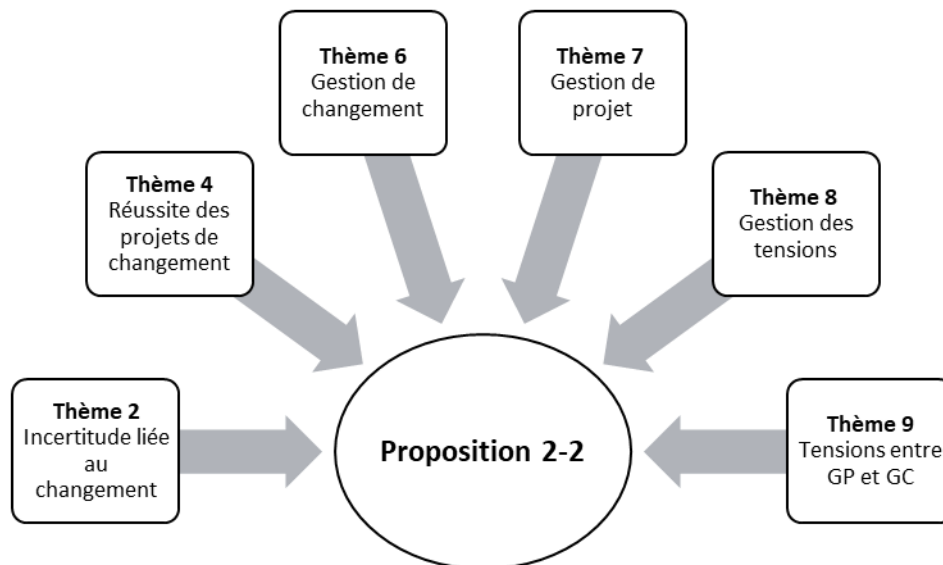 Thème 6
Gestion de
changement
Thème 7
Gestion de
projet
Thème 4
Réussite des
projets de
changement
Thème 8
Gestion des
tensions
Thème 2
Incertitude liée
au
changement
Proposition 2-2
Thème 9
Tensions entre
GP et GC